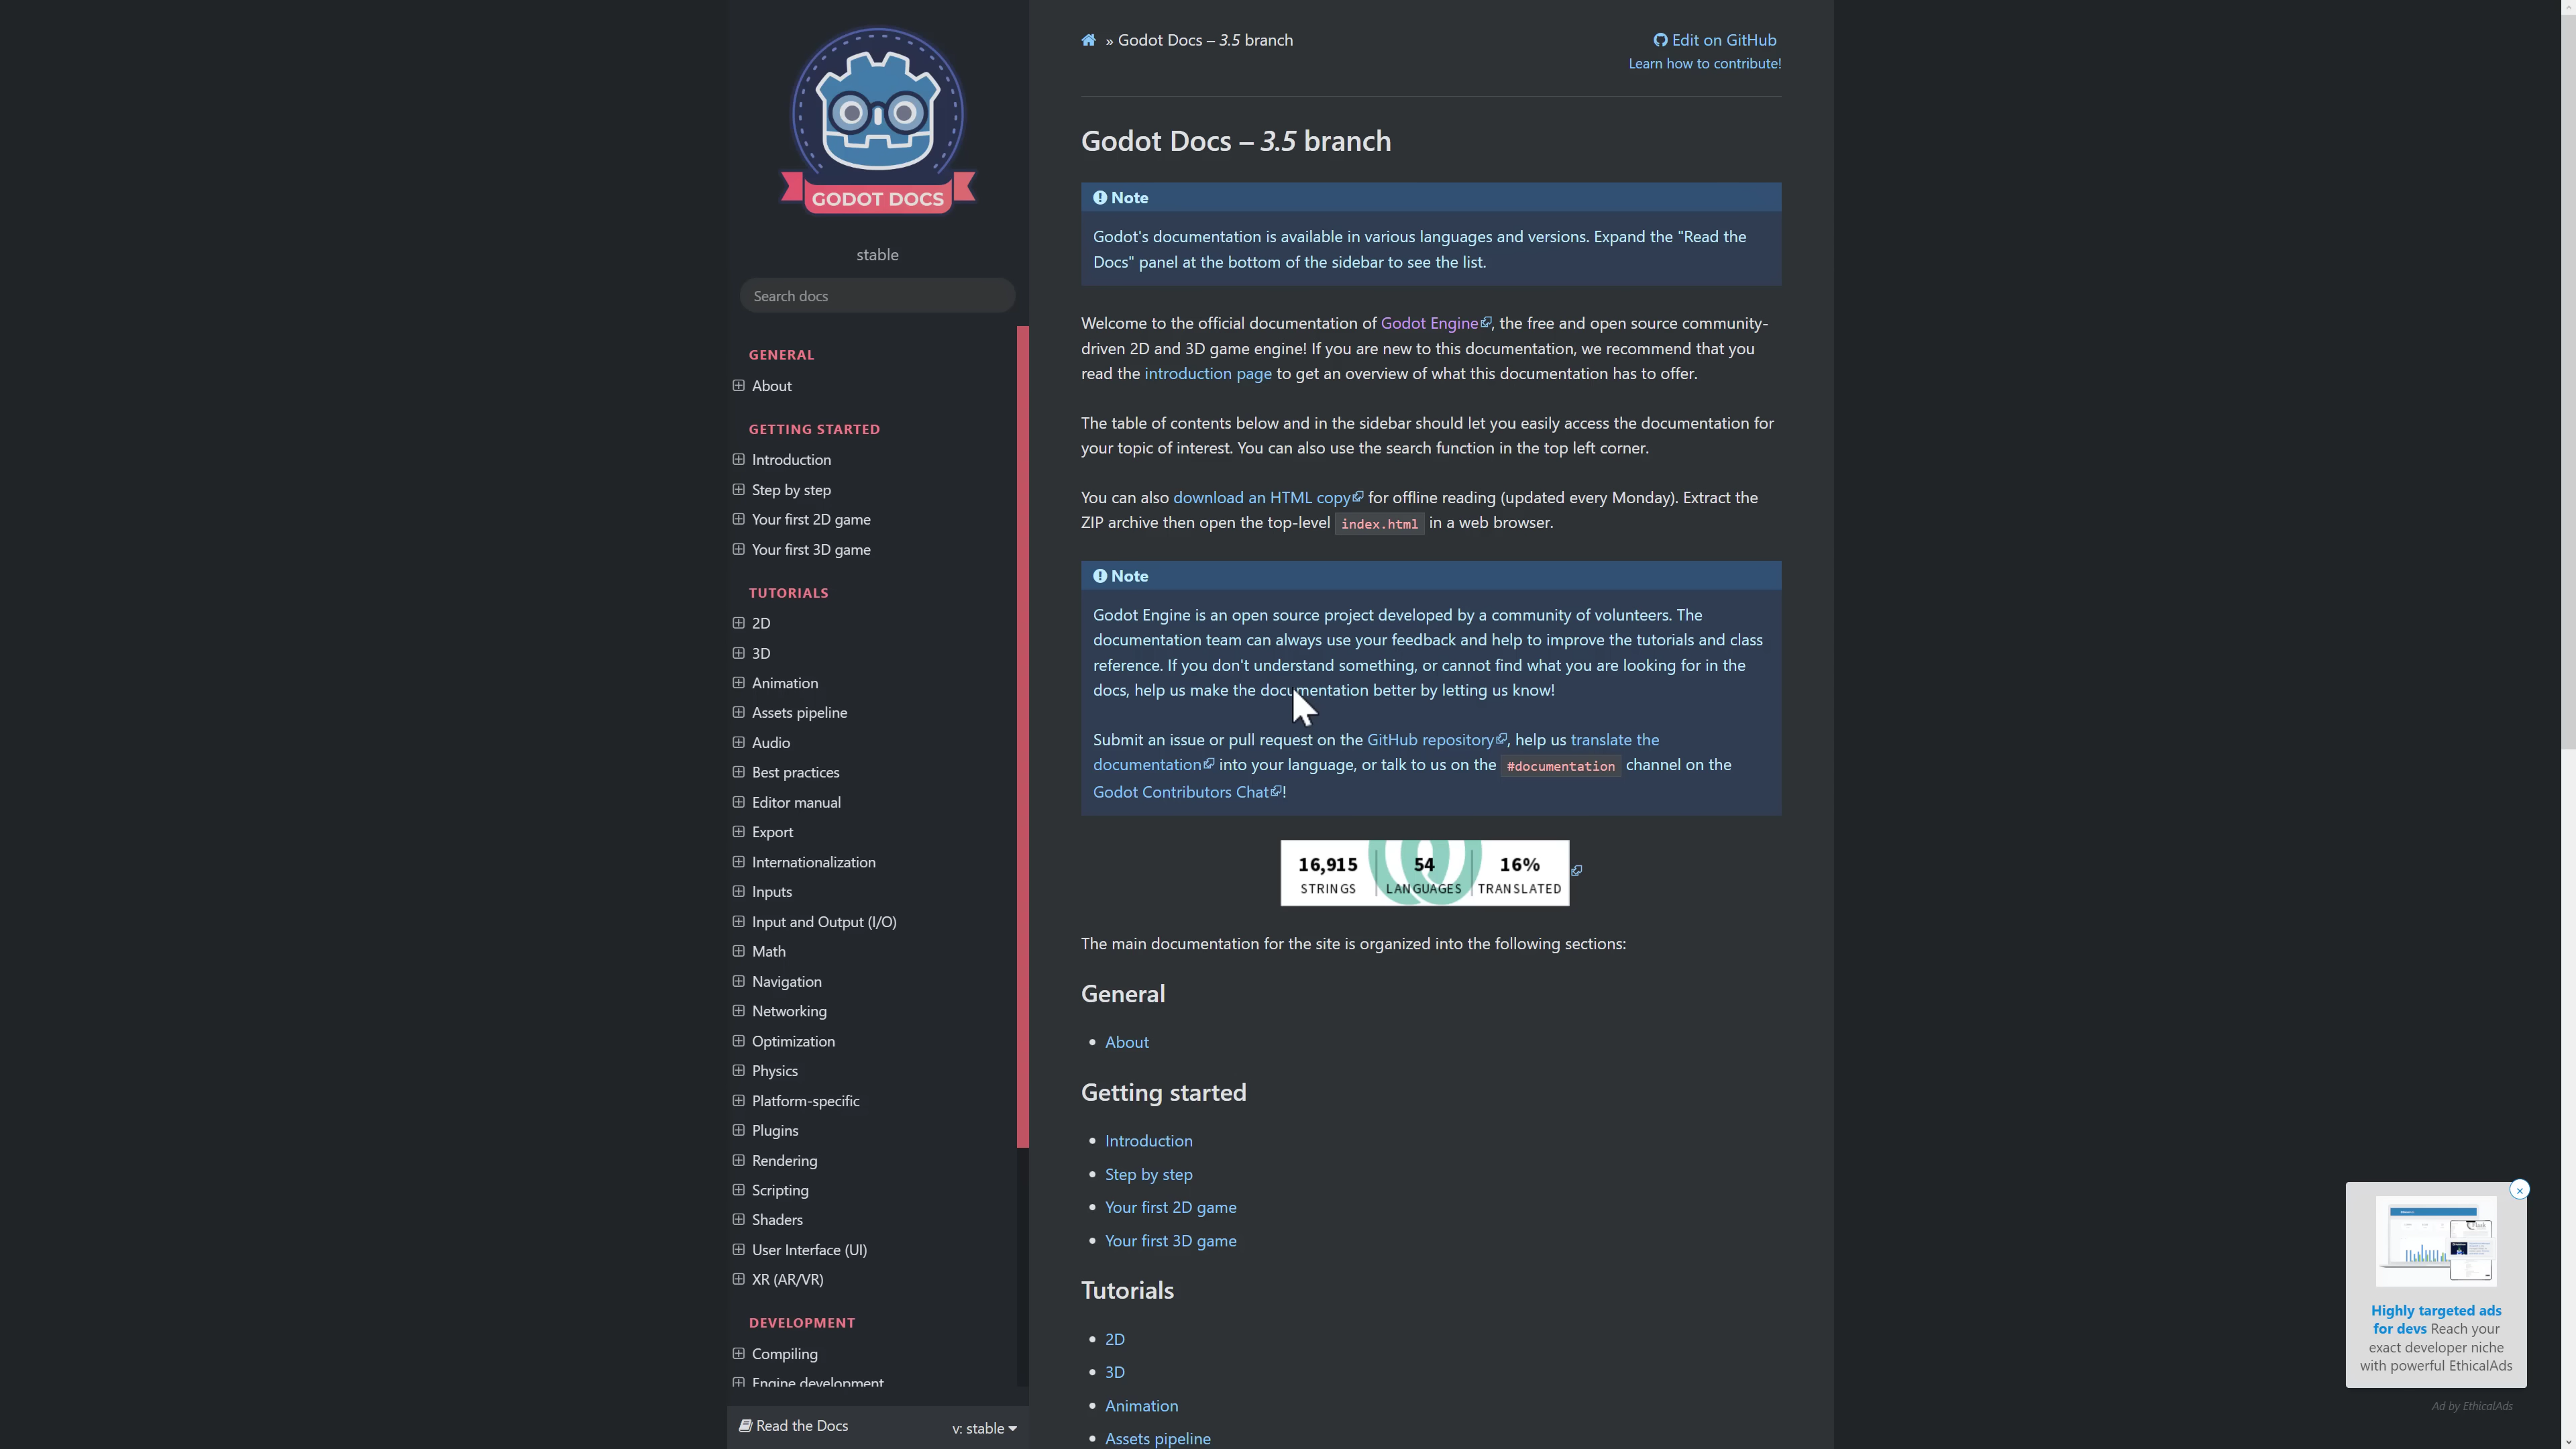 GODOT DOCS
stable
Search docs
GENERAL
About
GETTING STARTED
Introduction
Step by step
Your first 2D game
Your first 3D game
TUTORIALS
2D
3D
Animation
Assets pipeline
Audio
Best practices
Editor manual
Export
Internationalization
Inputs
Input and Output (I/O)
Math
Navigation
Networking
Optimization
Physics
Platform-specific
Plugins
Rendering
Scripting
Shaders
User Interface (UI)
XR (AR/VR)
DEVELOPMENT
Compiling
Engine development
Read the Docs
v: stable
» Godot Docs – 3.5 branch
Edit on GitHub
Learn how to contribute!
Godot Docs – 3.5 branch
Note
Godot's documentation is available in various languages and versions. Expand the "Read the
Docs" panel at the bottom of the sidebar to see the list.
Welcome to the official documentation of Godot Engine, the free and open source community-
driven 2D and 3D game engine! If you are new to this documentation, we recommend that you
read the introduction page to get an overview of what this documentation has to offer.
The table of contents below and in the sidebar should let you easily access the documentation for
your topic of interest. You can also use the search function in the top left corner.
You can also download an HTML copy for offline reading (updated every Monday). Extract the
ZIP archive then open the top-level index.html in a web browser.
Note
Godot Engine is an open source project developed by a community of volunteers. The
documentation team can always use your feedback and help to improve the tutorials and class
reference. If you don't understand something, or cannot find what you are looking for in the
docs, help us make the documentation better by letting us know!
Submit an issue or pull request on the GitHub repository, help us translate the
documentation into your language, or talk to us on the #documentation channel on the
Godot Contributors Chat!
16,915 54 16%
STRINGS LANGUAGES TRANSLATED
The main documentation for the site is organized into the following sections:
General
About
Getting started
Introduction
Step by step
Your first 2D game
Your first 3D game
Tutorials
2D
3D
Animation
Assets pipeline
Highly targeted ads
for devs Reach your
exact developer niche
with powerful EthicalAds
Ad by EthicalAds